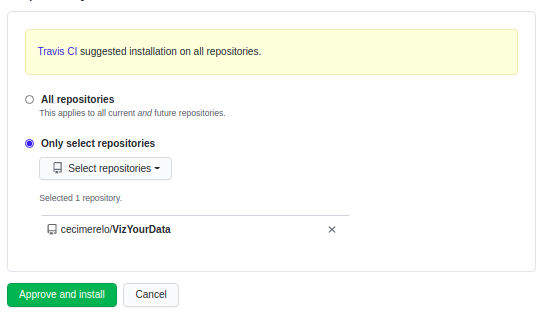 Travis CI suggested installation on all repositories.
All repositories
This applies to all current and future repositories.
Only select repositories
Select repositories
Selected 1 repository.
cecimerelo/VizYourData
Approve and install
Cancel